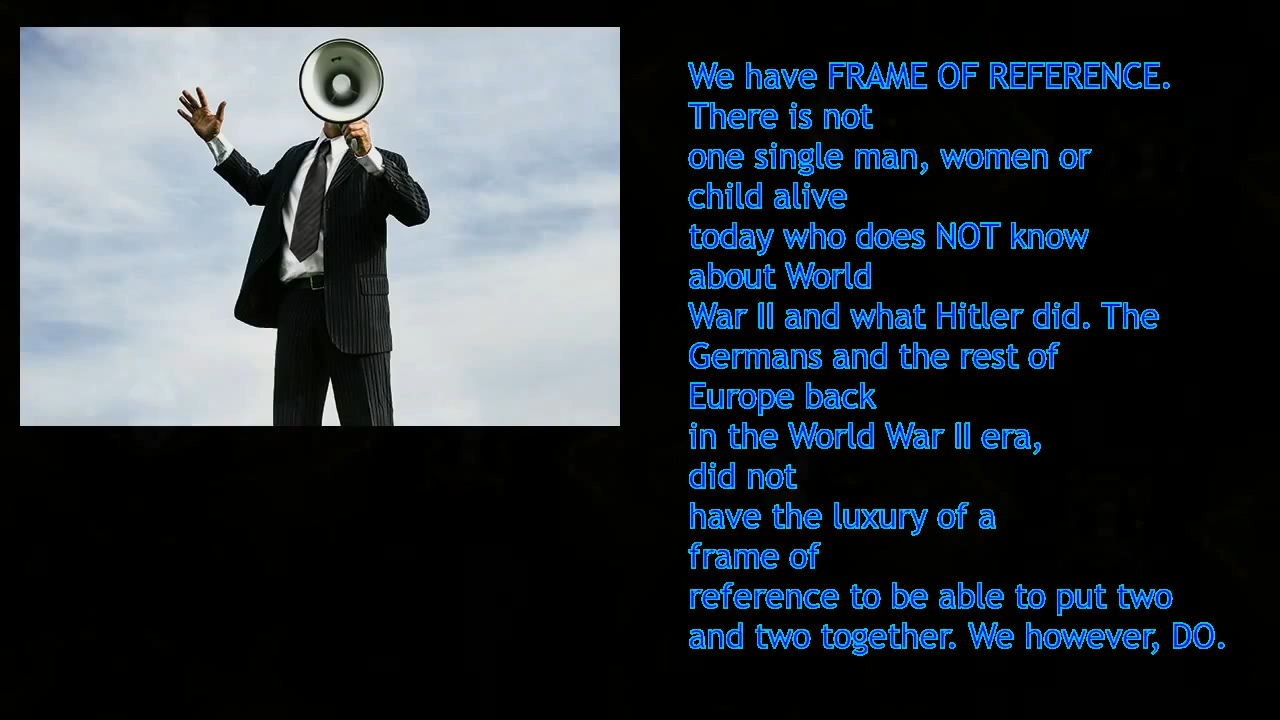 We have FRAME OF REFERENCE.
There is not
one single man, women or
child alive
today who does NOT know
about World
War II and what Hitler did. The
Germans and the rest of
Europe back
in the World War II era,
did not
have the luxury of a
frame of
reference to be able to put two
and two together. We however, DO.